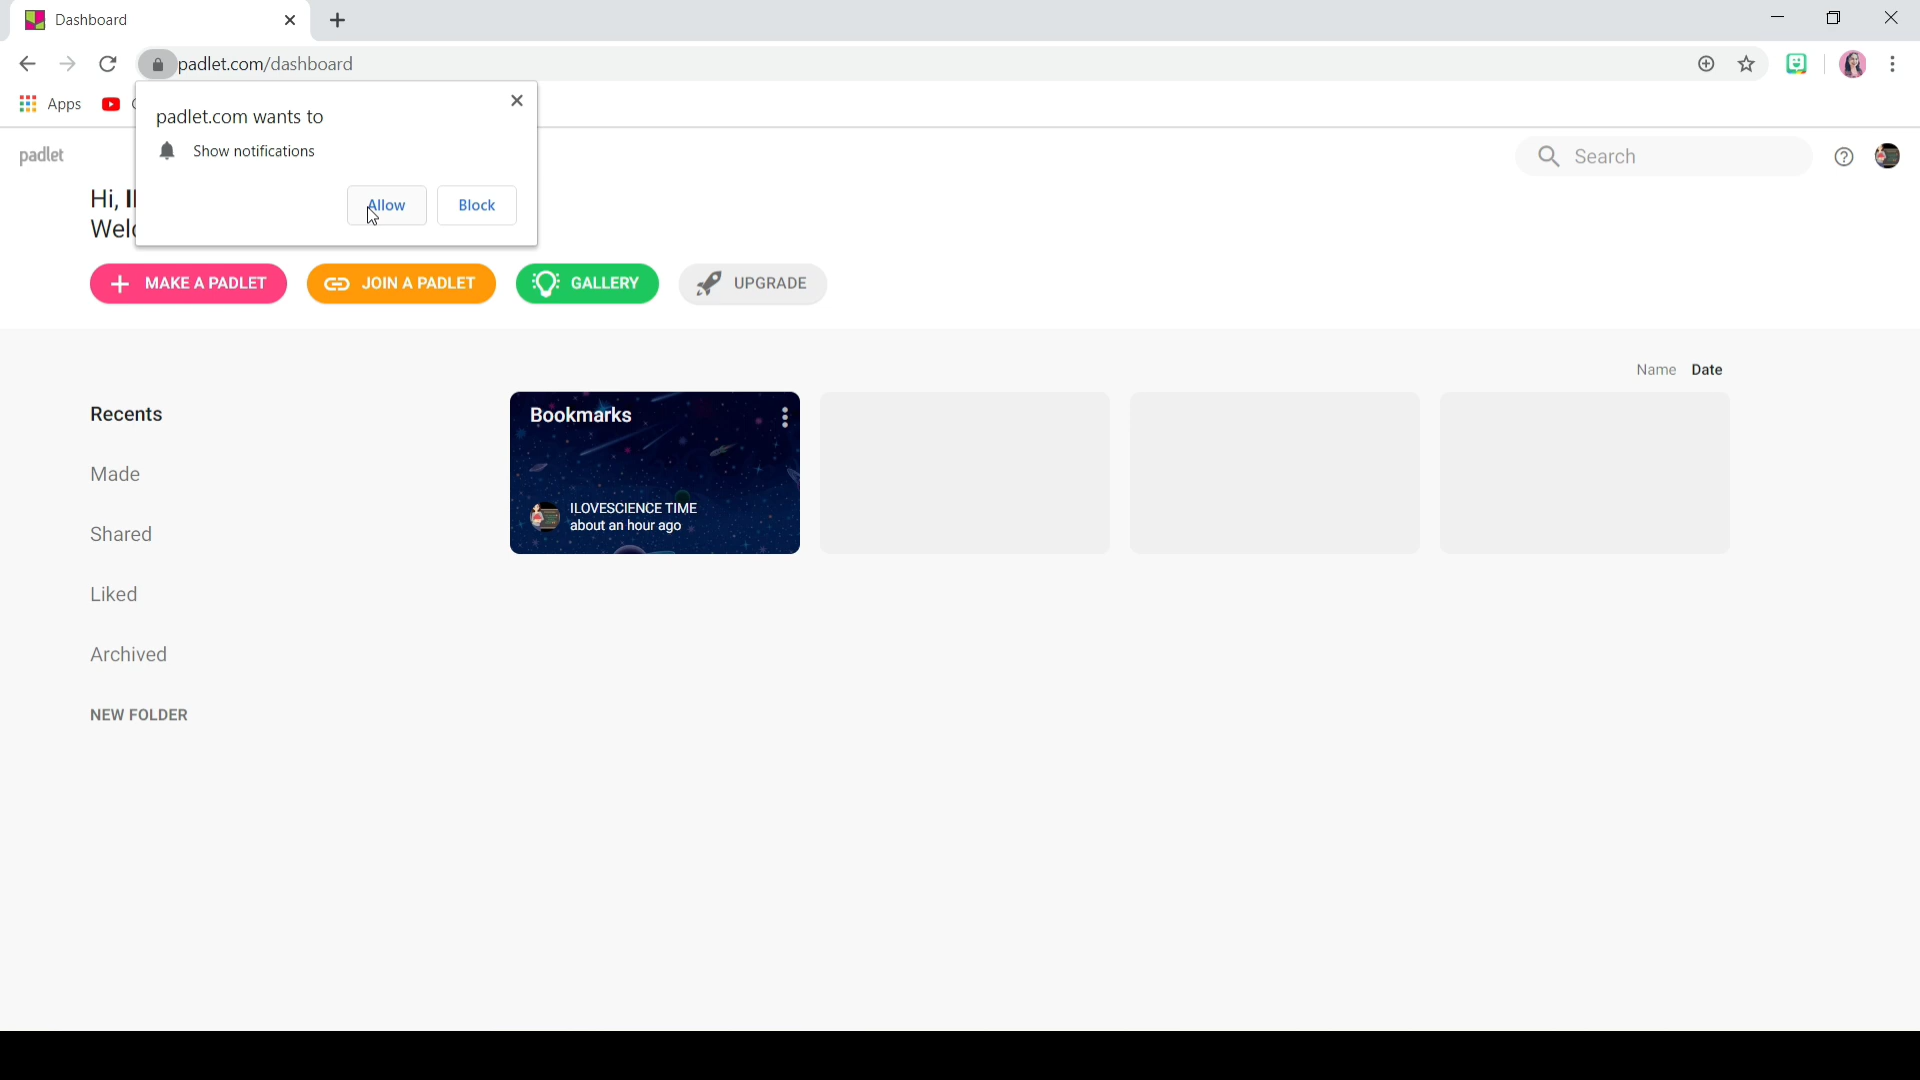 Dashboard
padlet.com/dashboard
Apps
padlet.com wants to
Show notifications
Allow
Block
padlet
Search
Hi,
MAKE A PADLET
JOIN A PADLET
GALLERY
UPGRADE
Name Date
Recents
Made
Shared
Liked
Archived
NEW FOLDER
Bookmarks
ILOVESCIENCE TIME
about an hour ago